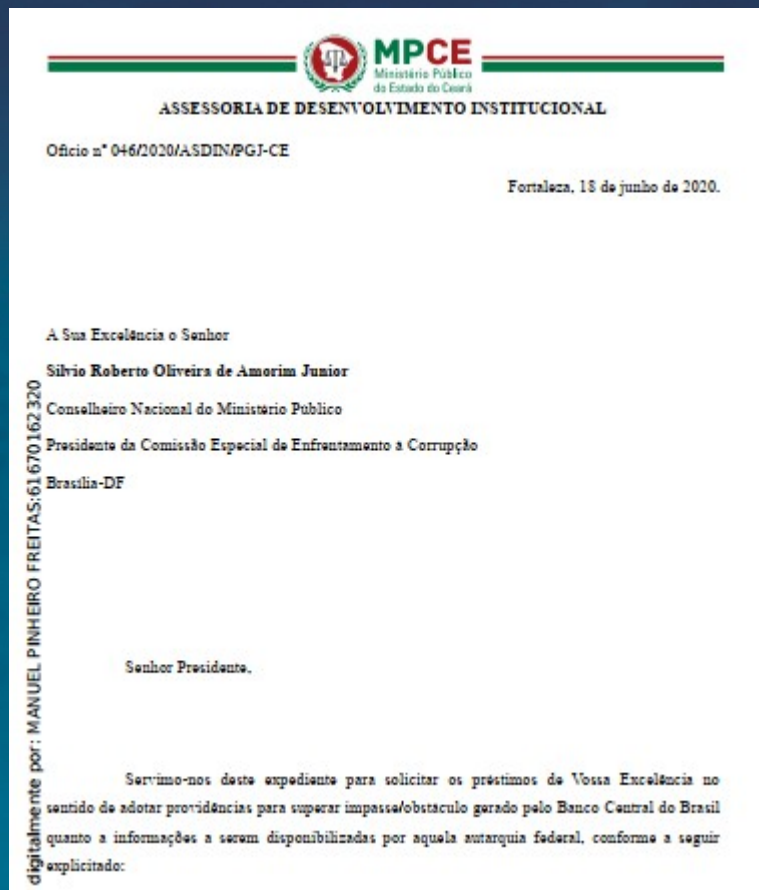 MPCE
Ministério Público
do Estado do Ceará
ASSESSORIA DE DESENVOLVIMENTO INSTITUCIONAL
Ofício nº 046/2020/ASDIN/PGJ-CE
Fortaleza, 18 de junho de 2020.
A Sua Excelência o Senhor
Silvio Roberto Oliveira de Amorim Junior
Conselheiro Nacional do Ministério Público
Presidente da Comissão Especial de Enfrentamento à Corrupção
Brasília-DF
Senhor Presidente,
Servimo-nos deste expediente para solicitar os préstimos de Vossa Excelência no
sentido de adotar providências para superar impasse/obstáculo gerado pelo Banco Central do Brasil
quanto a informações a serem disponibilizadas por aquela autarquia federal, conforme a seguir
explicitado:
digitalmente por: MANUEL PINHEIRO FREITAS:61670162320